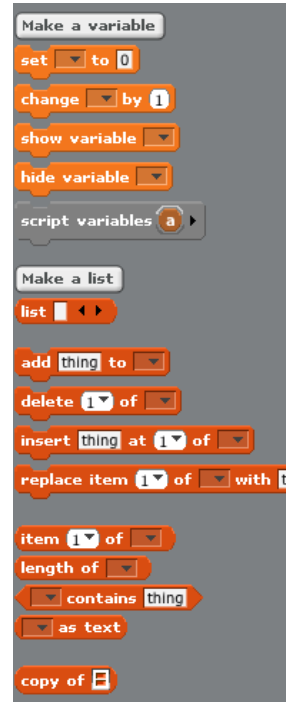 Make a variable
set to 0
change by 1
show variable
hide variable
script variables a
Make a list
list
add thing to
delete 1 of
insert thing at 1 of
replace item 1 of with
item 1 of
length of
contains thing
as text
copy of